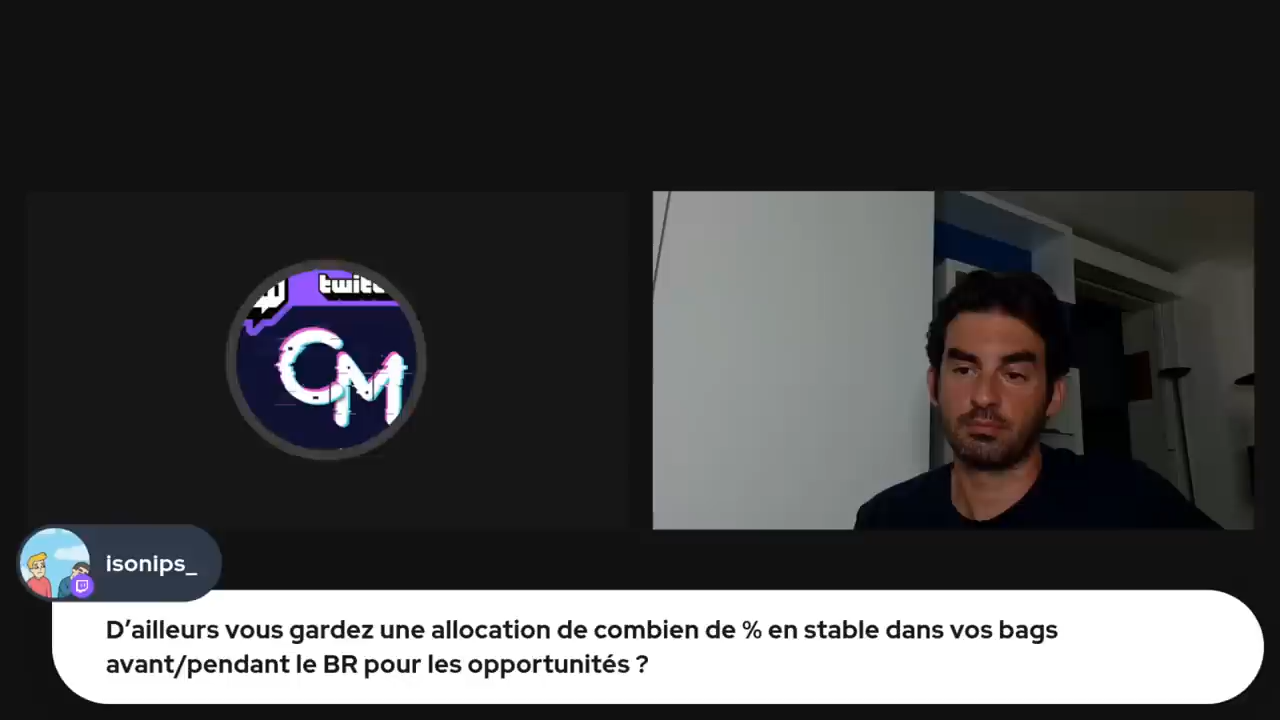 twitc
CM
isonips_
D’ailleurs vous gardez une allocation de combien de % en stable dans vos bags
avant/pendant le BR pour les opportunités ?